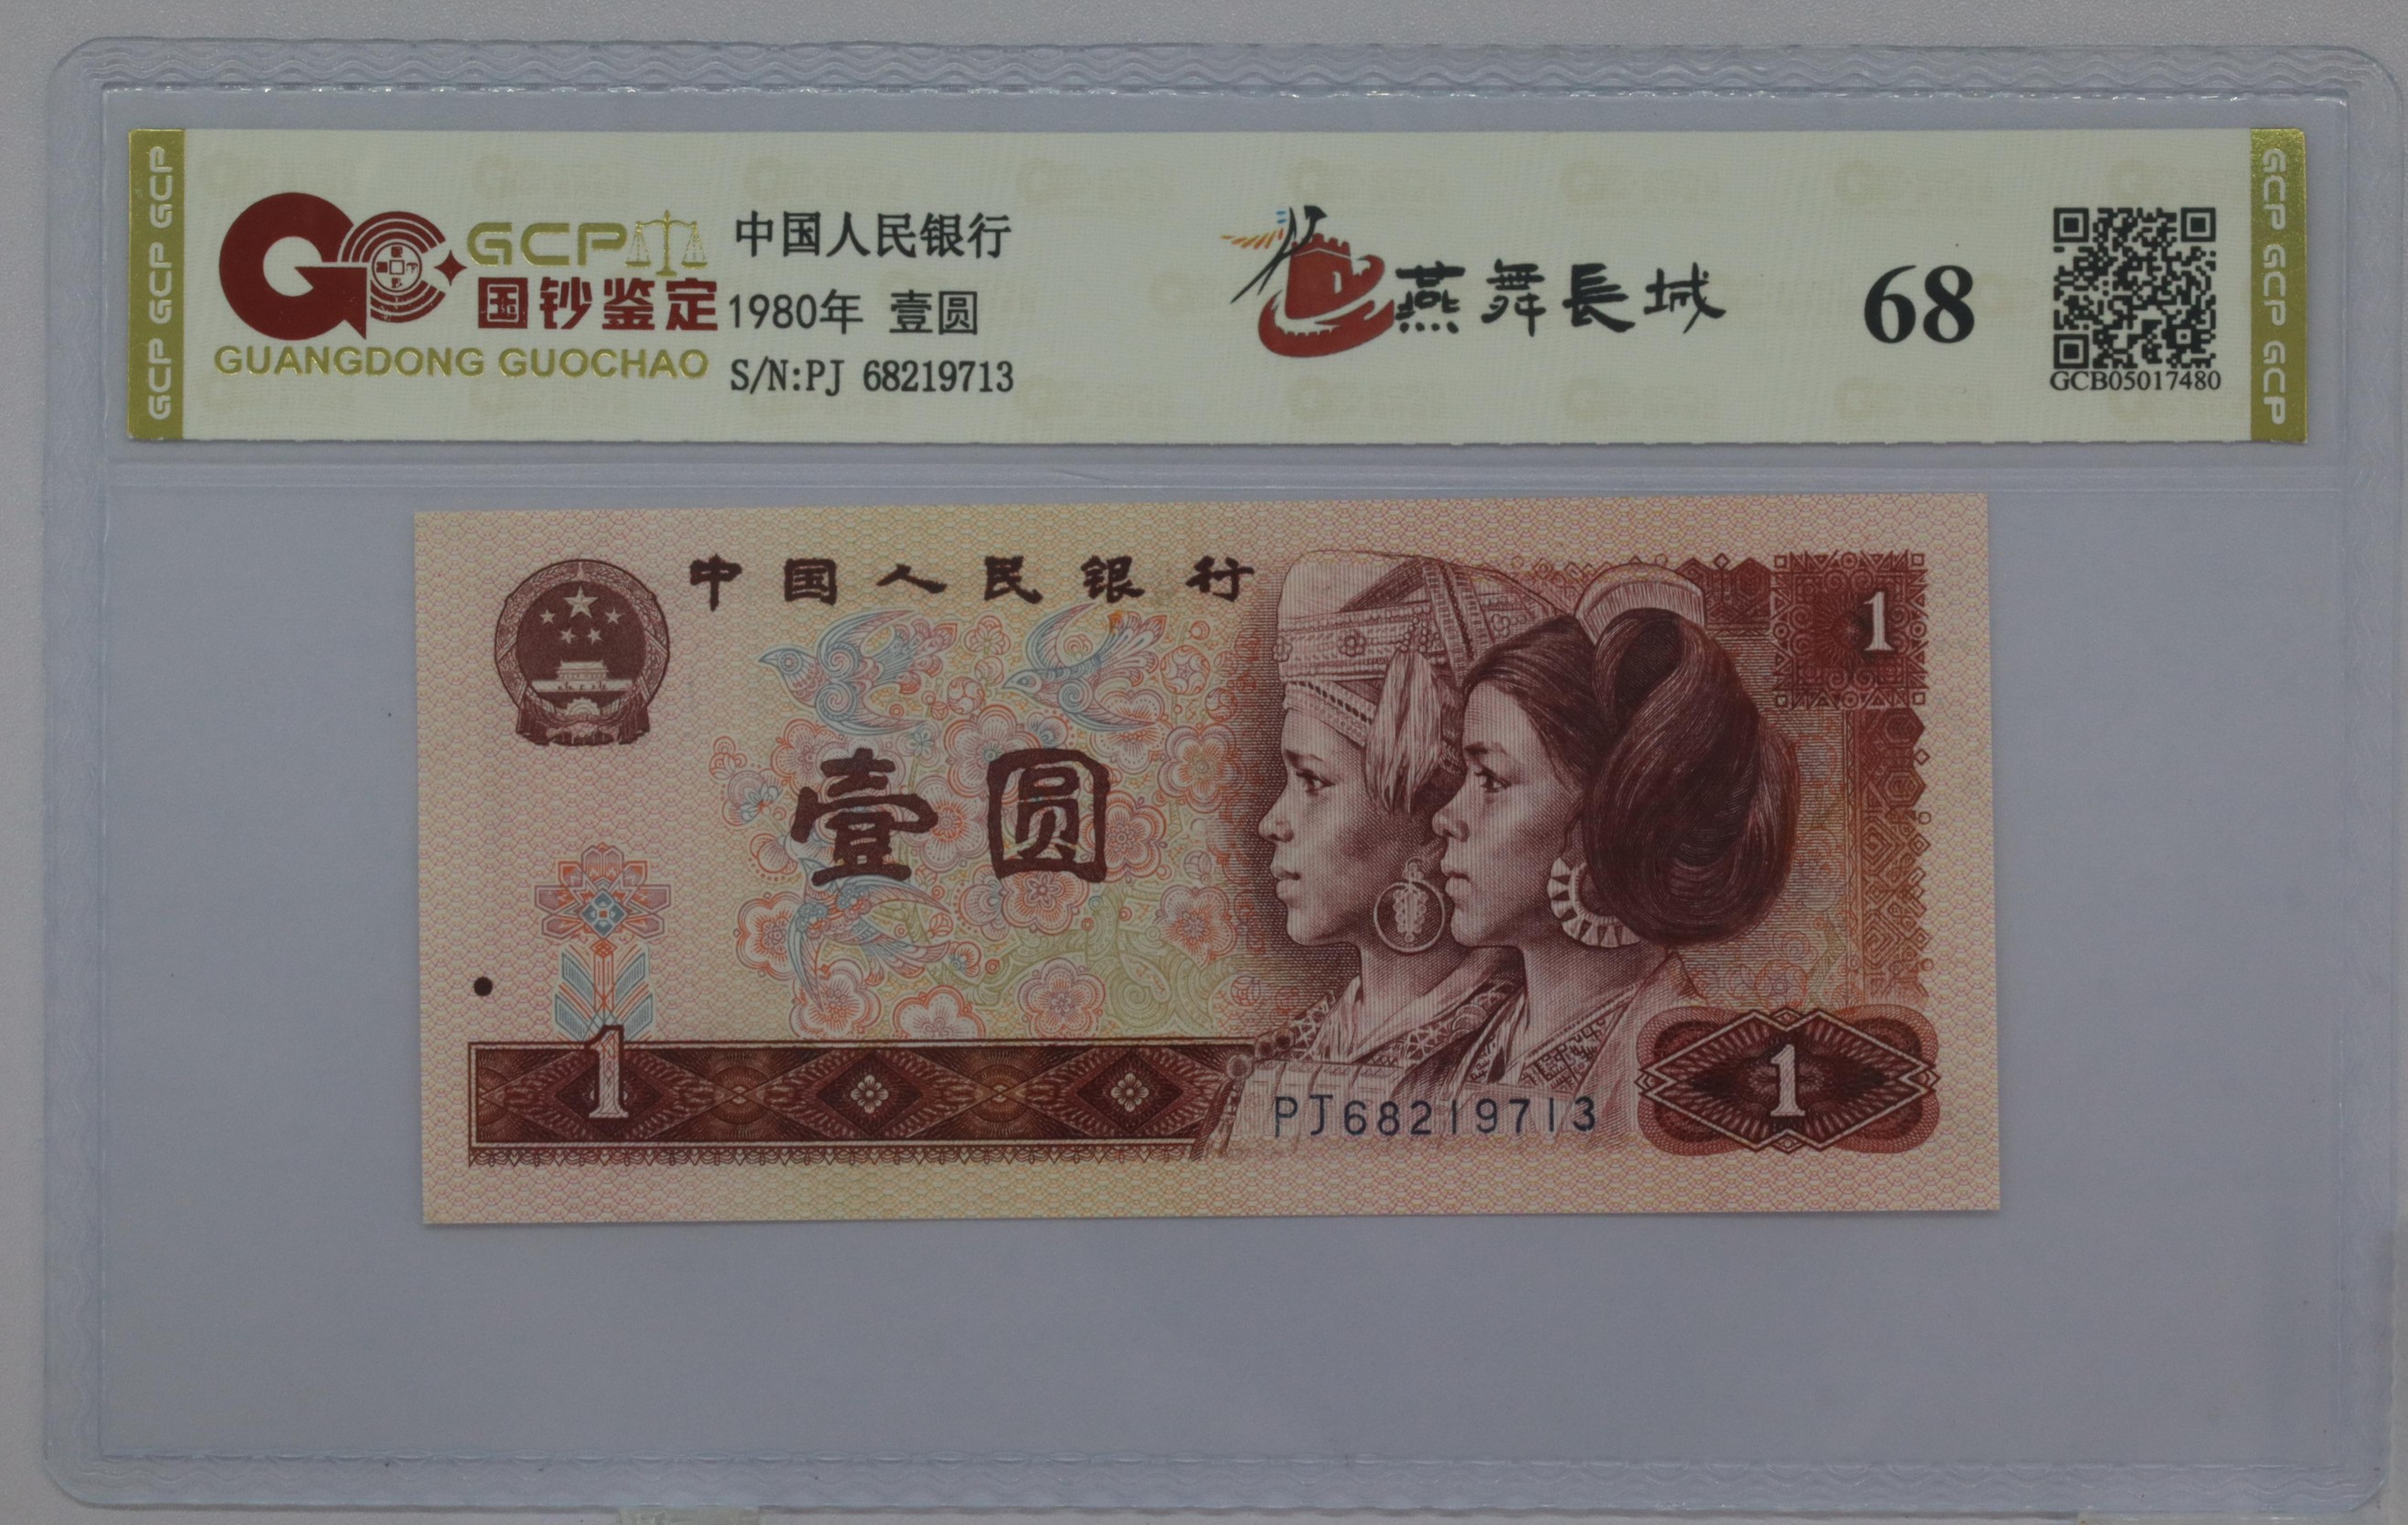 GCP GCP GCP
GCP
国钞鉴定
GUANGDONG GUOCHAO
中国人民银行
1980年 壹圆
S/N:PJ 68219713
燕舞長城
68
GCB05017480
GCP GCP GCP
中国人民银行
1
壹圆
1
PJ68219713
1